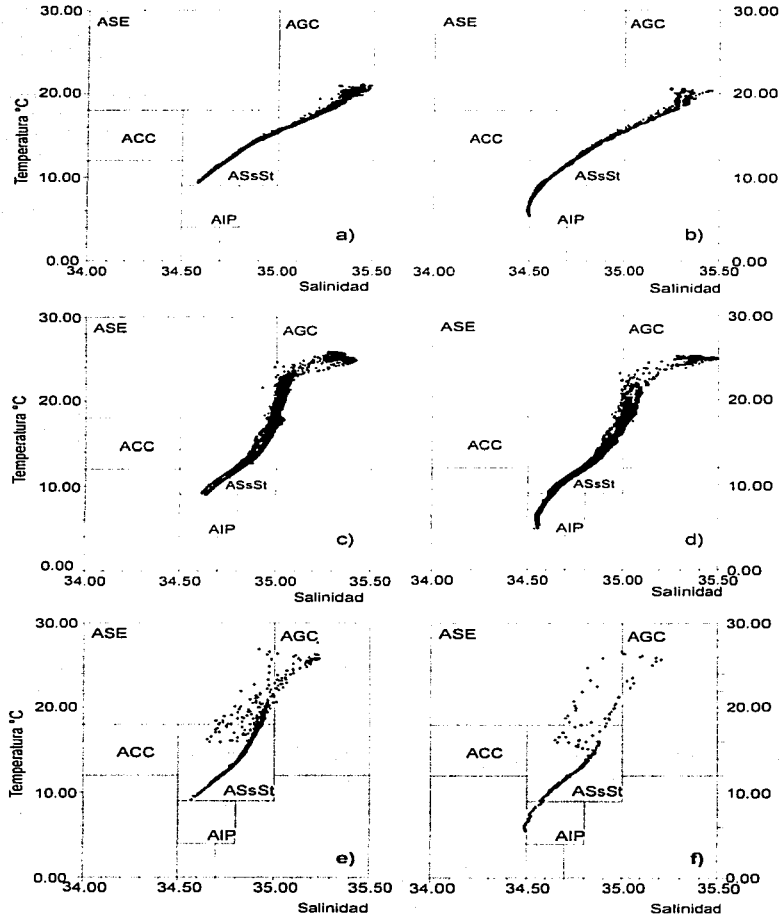 30.00 ASE AGC ASE AGC 30.00
20.00 20.00
Temperatura °C
ACC ACC
10.00 ASsSt ASsSt 10.00
AIP AIP
a) b)
0.00 0.00
34.00 34.50 35.00 35.50 34.00 34.50 35.00 35.50
Salinidad Salinidad
30.00 ASE AGC ASE AGC 30.00
20.00 20.00
Temperatura °C
ACC ACC
10.00 ASsSt ASsSt 10.00
AIP AIP
c) d)
0.00 0.00
34.00 34.50 35.00 35.50 34.00 34.50 35.00 35.50
Salinidad Salinidad
30.00 ASE AGC ASE AGC 30.00
20.00 20.00
Temperatura °C
ACC ACC
10.00 ASsSt ASsSt 10.00
AIP AIP
e) f)
0.00 0.00
34.00 34.50 35.00 35.50 34.00 34.50 35.00 35.50
Salinidad Salinidad